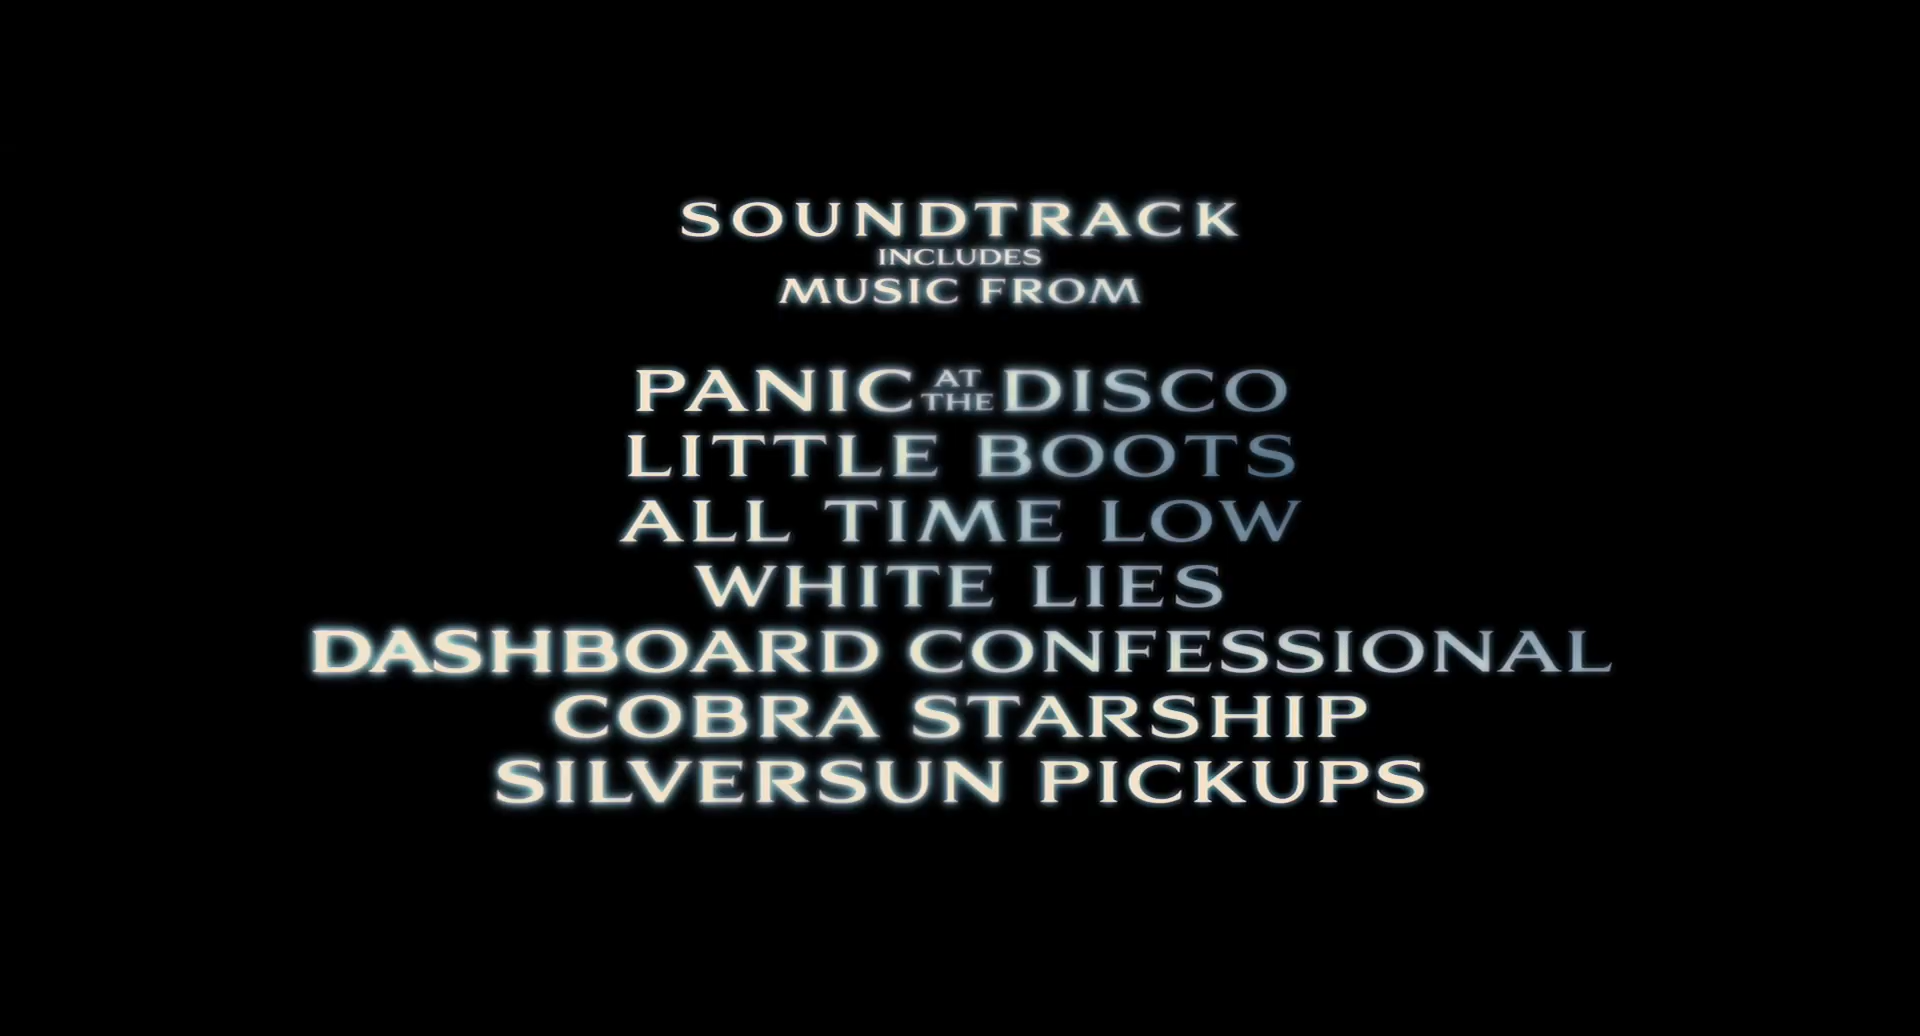 SOUNDTRACK
INCLUDES
MUSIC FROM
PANIC AT THE DISCO
LITTLE BOOTS
ALL TIME LOW
WHITE LIES
DASHBOARD CONFESSIONAL
COBRA STARSHIP
SILVERSUN PICKUPS